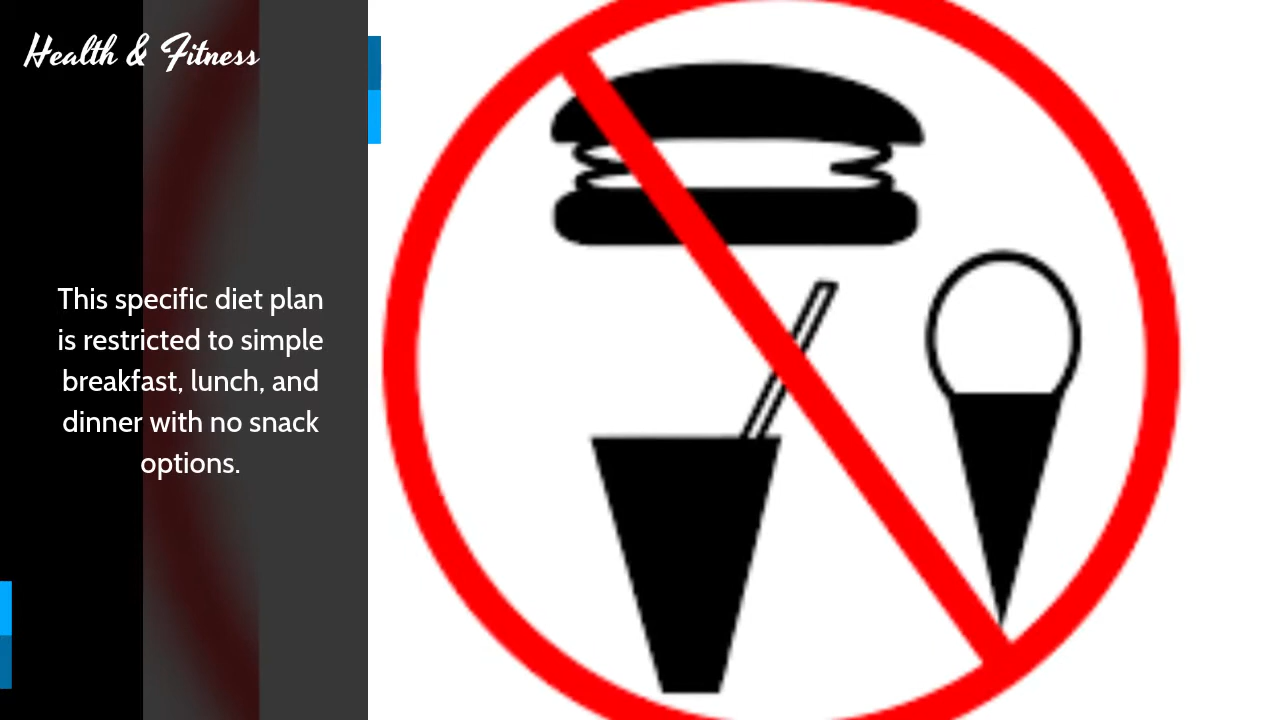 Health & Fitness
This specific diet plan
is restricted to simple
breakfast, lunch, and
dinner with no snack
options.